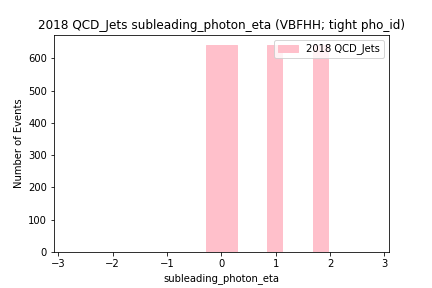 2018 QCD_Jets subleading_photon_eta (VBFHH; tight pho_id)
2018 QCD_Jets
Number of Events
600
500
400
300
200
100
0
−3 −2 −1 0 1 2 3
subleading_photon_eta